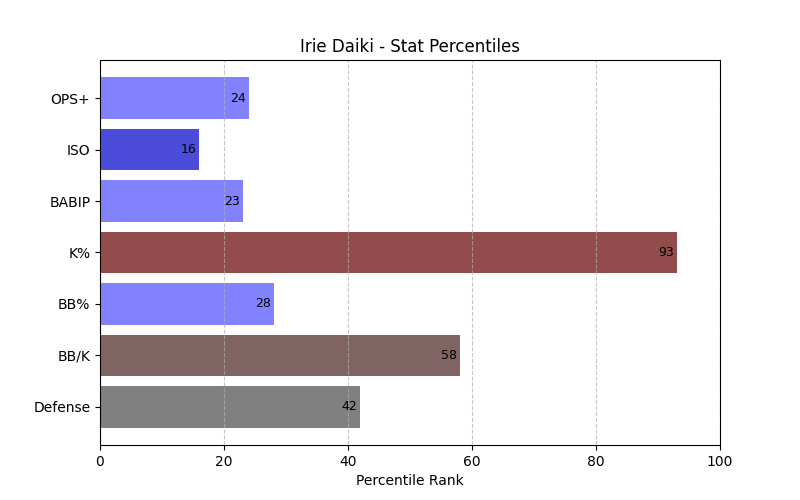 Irie Daiki - Stat Percentiles
OPS+ 24
ISO 16
BABIP 23
K% 93
BB% 28
BB/K 58
Defense 42
0 20 40 60 80 100
Percentile Rank